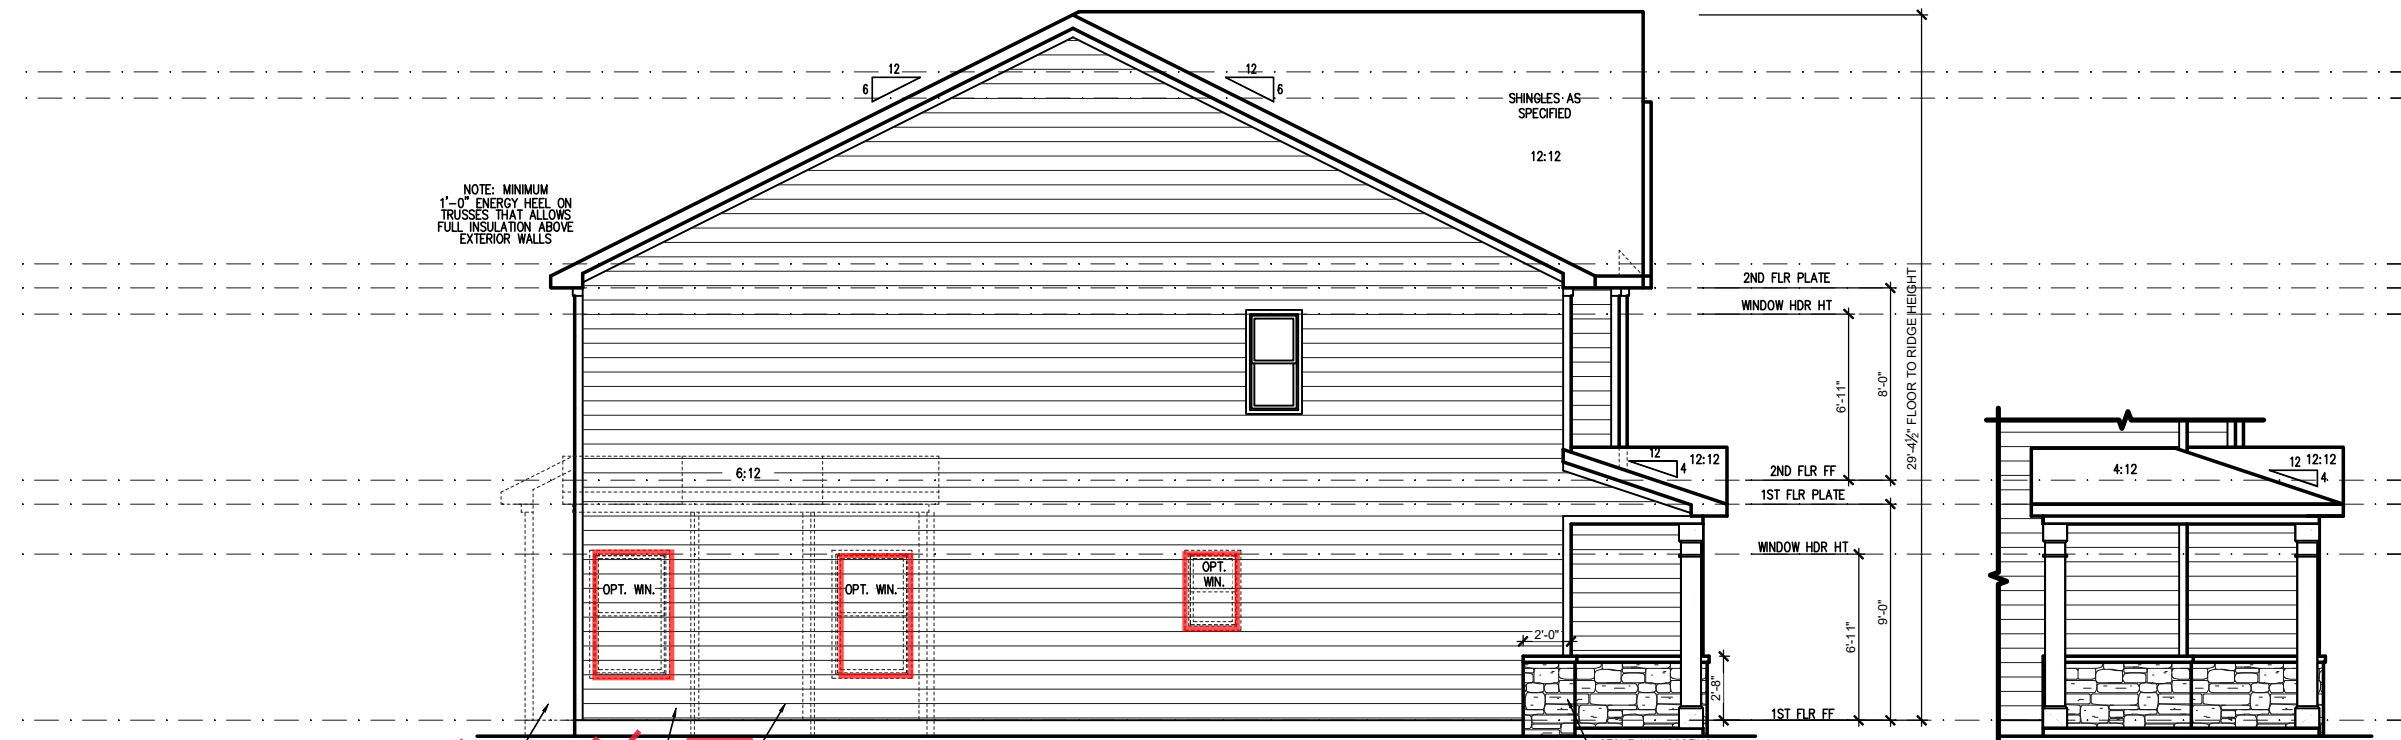 12
6
12
6
SHINGLES AS
SPECIFIED
12:12
NOTE: MINIMUM
1'-0" ENERGY HEEL ON
TRUSSES THAT ALLOWS
FULL INSULATION ABOVE
EXTERIOR WALLS
2ND FLR PLATE
WINDOW HDR HT
29'-4½" FLOOR TO RIDGE HEIGHT
8'-0"
6'-11"
12
12:12
4
2ND FLR FF
1ST FLR PLATE
6:12
4:12
12
12:12
4
WINDOW HDR HT
OPT. WIN.
OPT. WIN.
OPT.
WIN.
9'-0"
6'-11"
2'-0"
2'-8"
1ST FLR FF